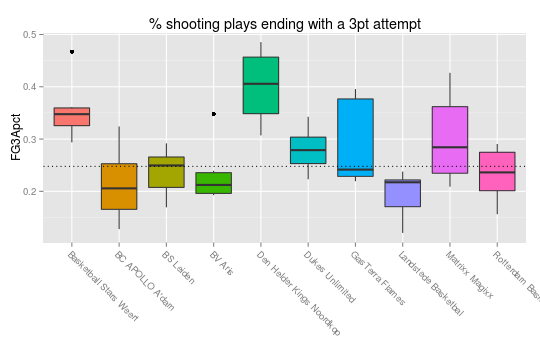 % shooting plays ending with a 3pt attempt
FG3Apct
0.5
0.4
0.3
0.2
Basketball Stars Weert
BC APOLLO A'dam
BS Leiden
BV Aris
Den Helder Kings Noordkop
Dukes Unlimited
GasTerra Flames
Landstede Basketbal
Matrixx Magixx
Rotterdam Bas